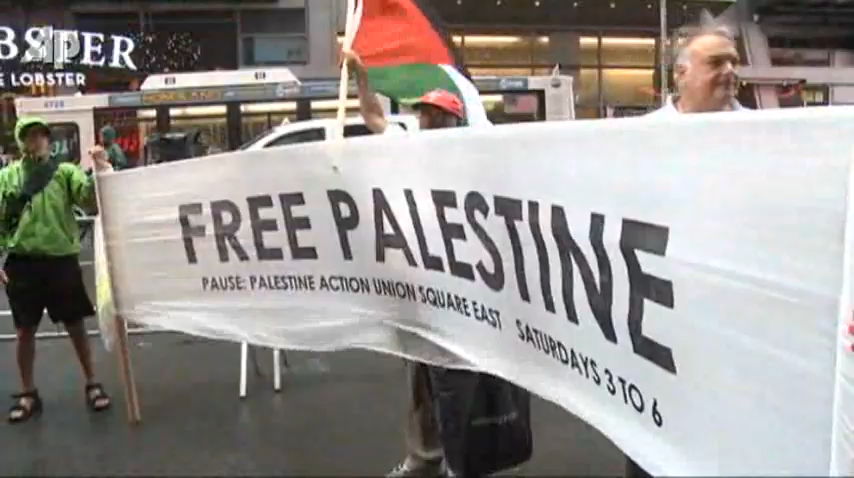 BSTER
E LOBSTER
FREE PALESTINE
PAUSE: PALESTINE ACTION UNION SQUARE EAST SATURDAYS 3 TO 6